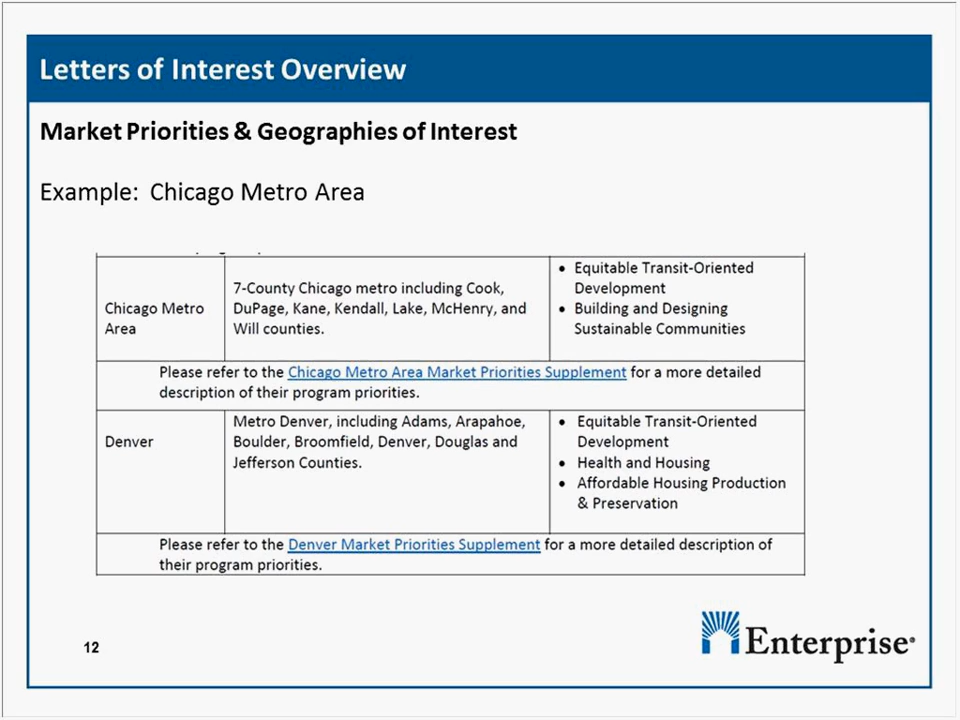 Letters of Interest Overview
Market Priorities & Geographies of Interest
Example: Chicago Metro Area
Chicago Metro
Area
7-County Chicago metro including Cook,
DuPage, Kane, Kendall, Lake, McHenry, and
Will counties.
• Equitable Transit-Oriented
Development
• Building and Designing
Sustainable Communities
Please refer to the Chicago Metro Area Market Priorities Supplement for a more detailed
description of their program priorities.
Denver
Metro Denver, including Adams, Arapahoe,
Boulder, Broomfield, Denver, Douglas and
Jefferson Counties.
• Equitable Transit-Oriented
Development
• Health and Housing
• Affordable Housing Production
& Preservation
Please refer to the Denver Market Priorities Supplement for a more detailed description of
their program priorities.
12
Enterprise®